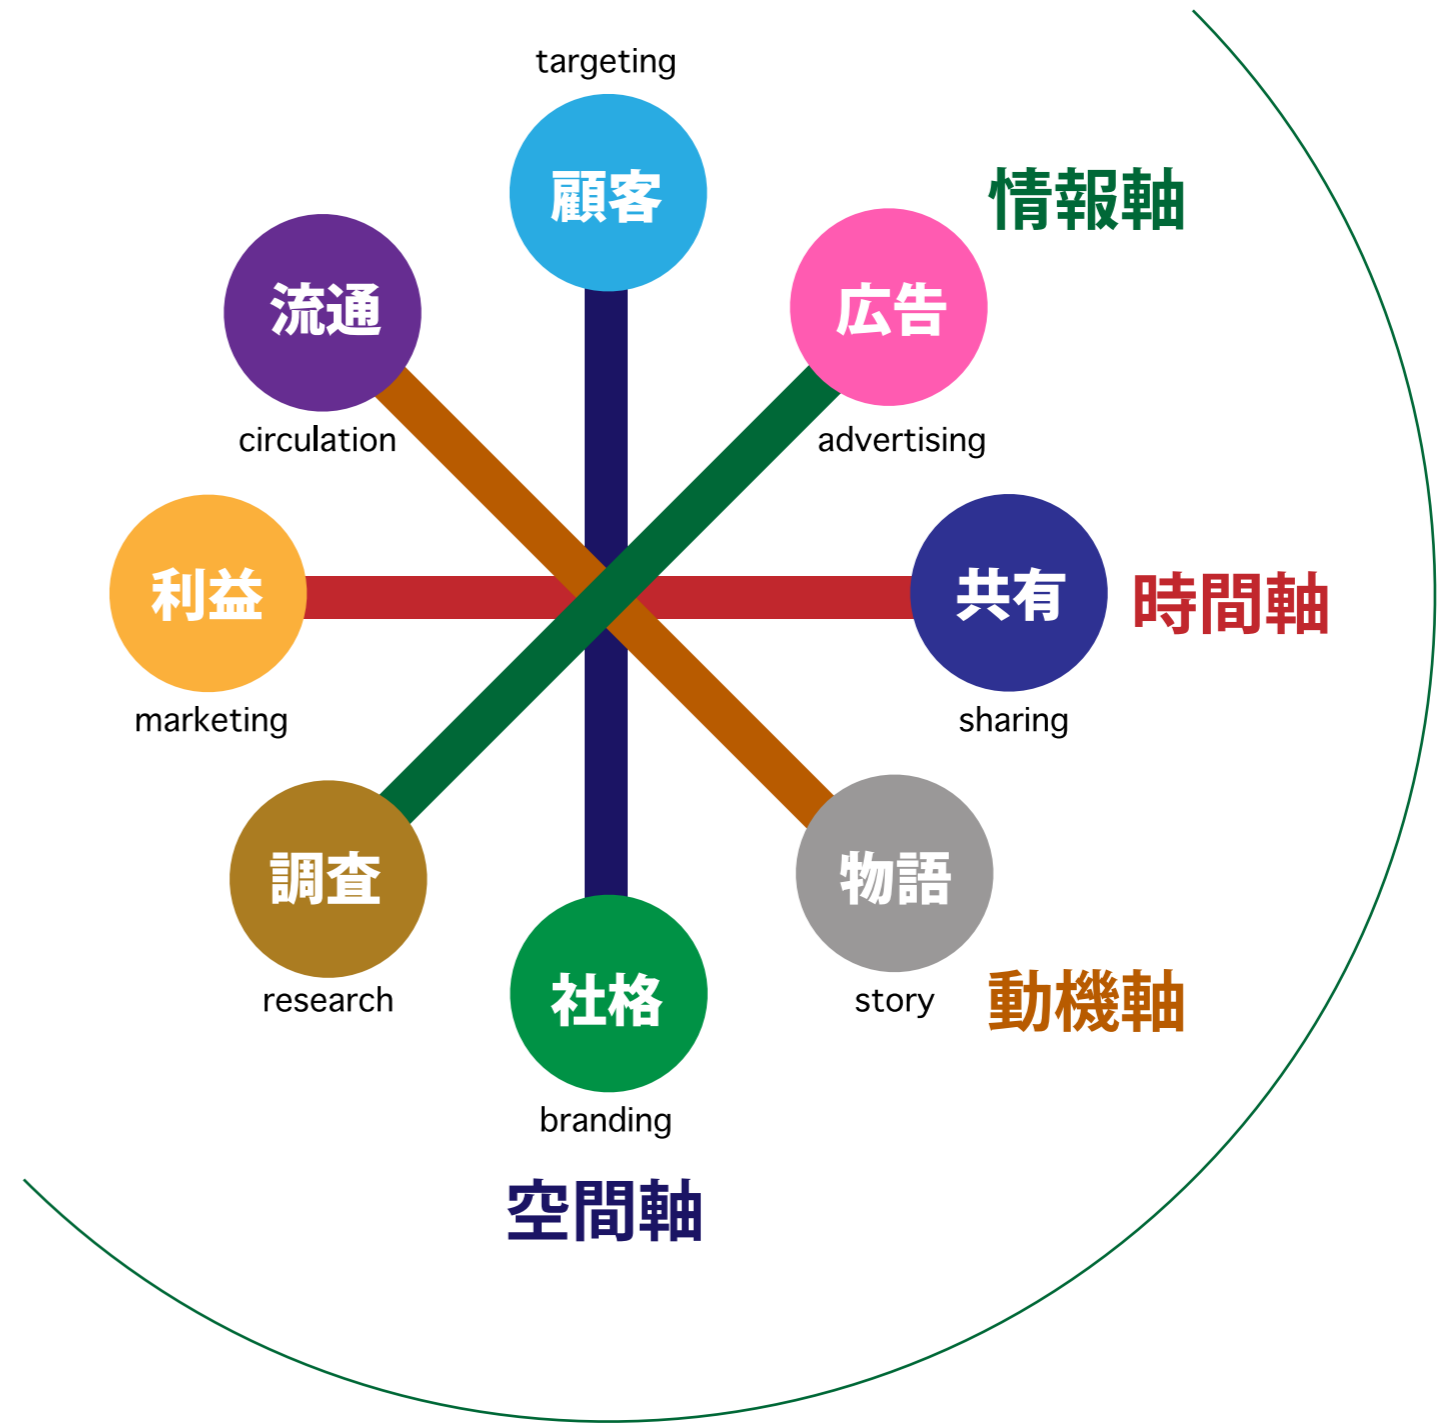 targeting
顧客
情報軸
流通
広告
circulation
advertising
利益
共有
時間軸
marketing
sharing
調査
物語
research
社格
story
動機軸
branding
空間軸